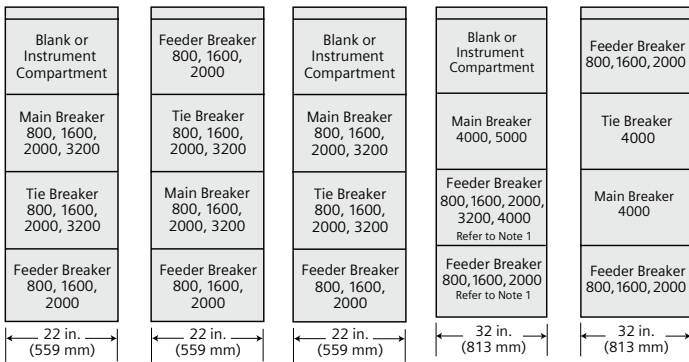 Blank or
Instrument
Compartment
Main Breaker
800, 1600,
2000, 3200
Tie Breaker
800, 1600,
2000, 3200
Feeder Breaker
800, 1600,
2000
22 in.
(559 mm)
Feeder Breaker
800, 1600,
2000
Tie Breaker
800, 1600,
2000, 3200
Main Breaker
800, 1600,
2000, 3200
Feeder Breaker
800, 1600,
2000
22 in.
(559 mm)
Blank or
Instrument
Compartment
Main Breaker
800, 1600,
2000, 3200
Tie Breaker
800, 1600,
2000, 3200
Feeder Breaker
800, 1600,
2000
22 in.
(559 mm)
Blank or
Instrument
Compartment
Main Breaker
4000, 5000
Feeder Breaker
800,1600, 2000,
3200, 4000
Refer to Note 1
Feeder Breaker
800,1600, 2000
Refer to Note 1
32 in.
(813 mm)
Feeder Breaker
800,1600, 2000
Tie Breaker
4000
Main Breaker
4000
Feeder Breaker
800,1600, 2000
32 in.
(813 mm)